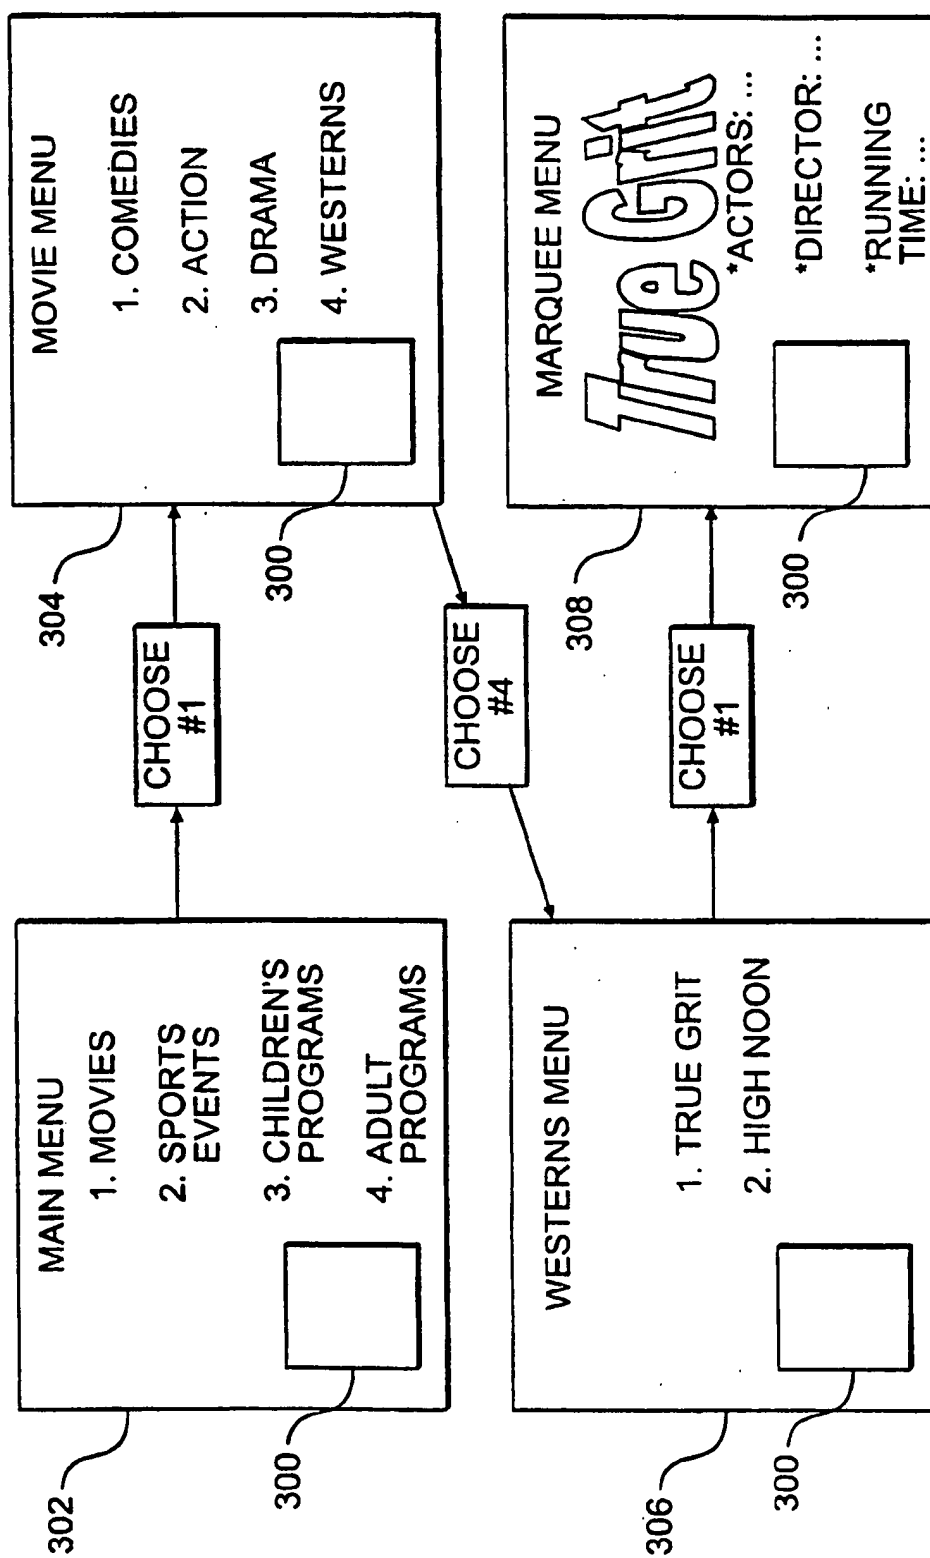 302
MAIN MENU
1. MOVIES
2. SPORTS
EVENTS
3. CHILDREN'S
PROGRAMS
4. ADULT
PROGRAMS
300
CHOOSE
#1
304
MOVIE MENU
1. COMEDIES
2. ACTION
3. DRAMA
4. WESTERNS
300
CHOOSE
#4
306
WESTERNS MENU
1. TRUE GRIT
2. HIGH NOON
300
CHOOSE
#1
308
MARQUEE MENU
True Grit
*ACTORS: ...
*DIRECTOR: ...
*RUNNING
TIME: ...
300